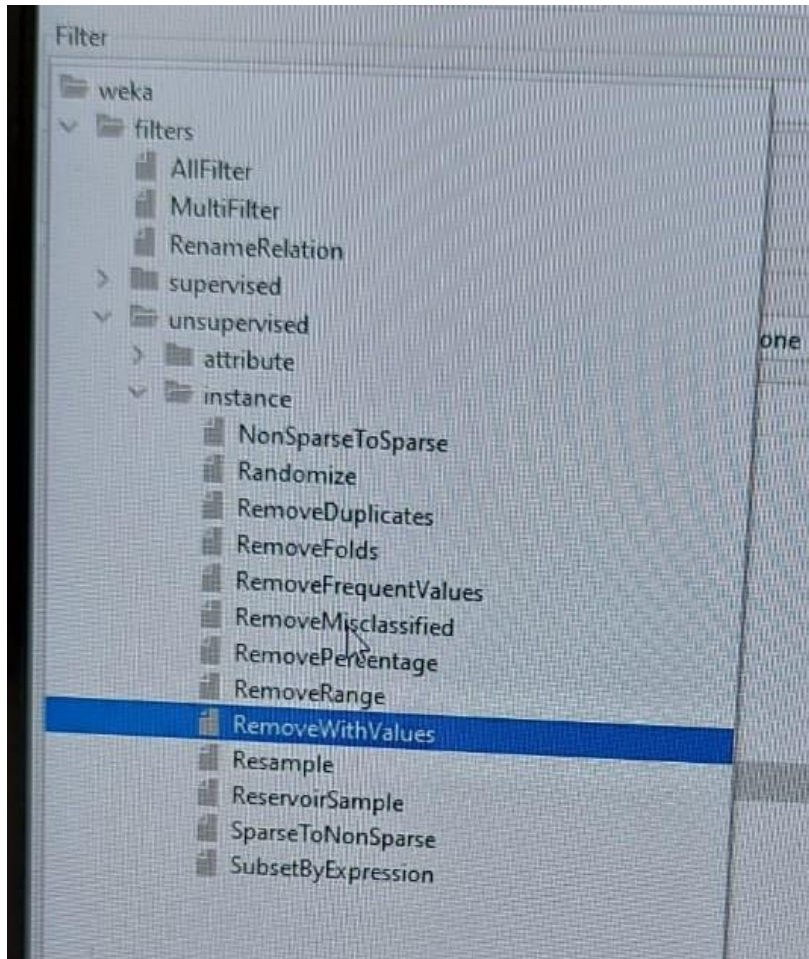 Filter
weka
filters
AllFilter
MultiFilter
RenameRelation
supervised
unsupervised
one
attribute
instance
NonSparseToSparse
Randomize
RemoveDuplicates
RemoveFolds
RemoveFrequentValues
RemoveMisclassified
RemovePercentage
RemoveRange
RemoveWithValues
Resample
ReservoirSample
SparseToNonSparse
SubsetByExpression